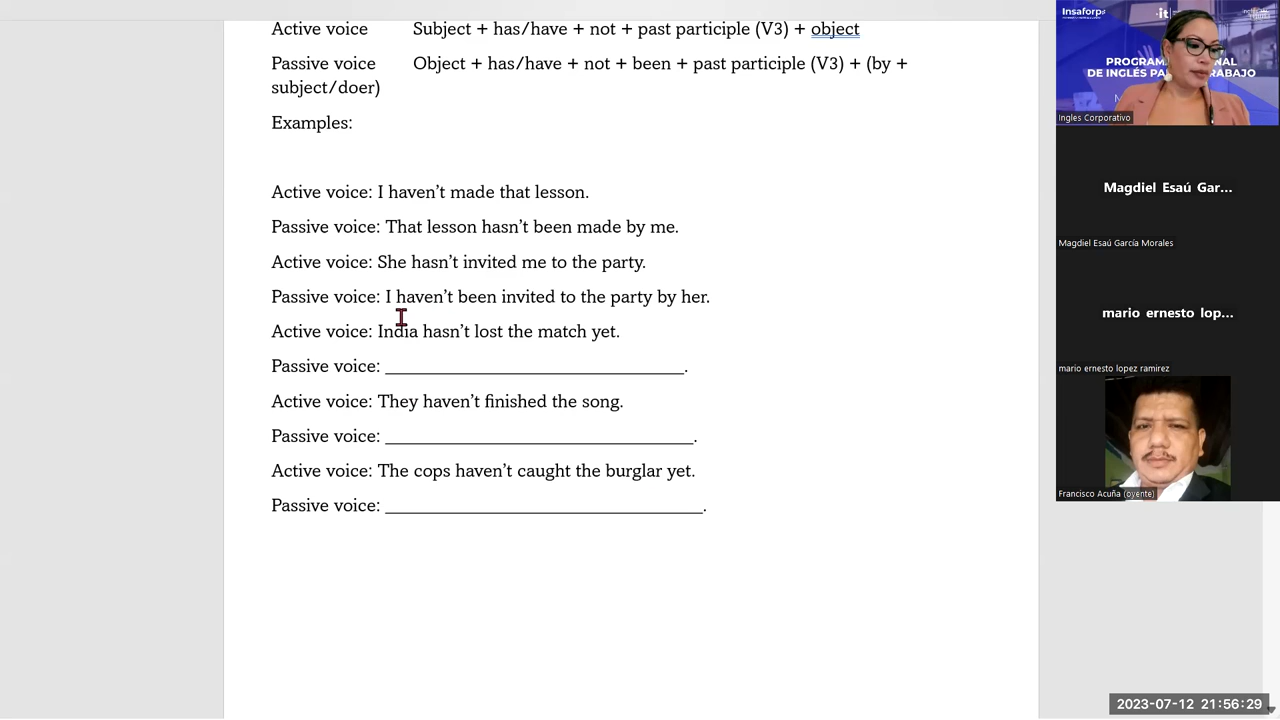 Active voice Subject + has/have + not + past participle (V3) + object
Passive voice Object + has/have + not + been + past participle (V3) + (by +
subject/doer)
Examples:
Active voice: I haven’t made that lesson.
Passive voice: That lesson hasn’t been made by me.
Active voice: She hasn’t invited me to the party.
Passive voice: I haven’t been invited to the party by her.
Active voice: India hasn’t lost the match yet.
Passive voice: ________________________________.
Active voice: They haven’t finished the song.
Passive voice: _________________________________.
Active voice: The cops haven’t caught the burglar yet.
Passive voice: __________________________________.
Insaforp
·it
PROGRAMA NAL
DE INGLÉS PA RABAJO
Ingles Corporativo
Magdiel Esaú Gar...
Magdiel Esaú García Morales
mario ernesto lop...
mario ernesto lopez ramirez
Francisco Acuña (oyente)
2023-07-12 21:56:29